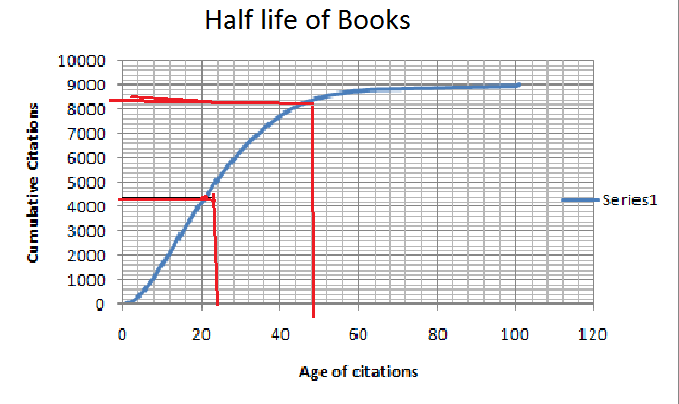 Half life of Books
10000
9000
8000
7000
6000
5000
4000
3000
2000
1000
0
Cumulative Citations
0 20 40 60 80 100 120
Age of citations
Series1